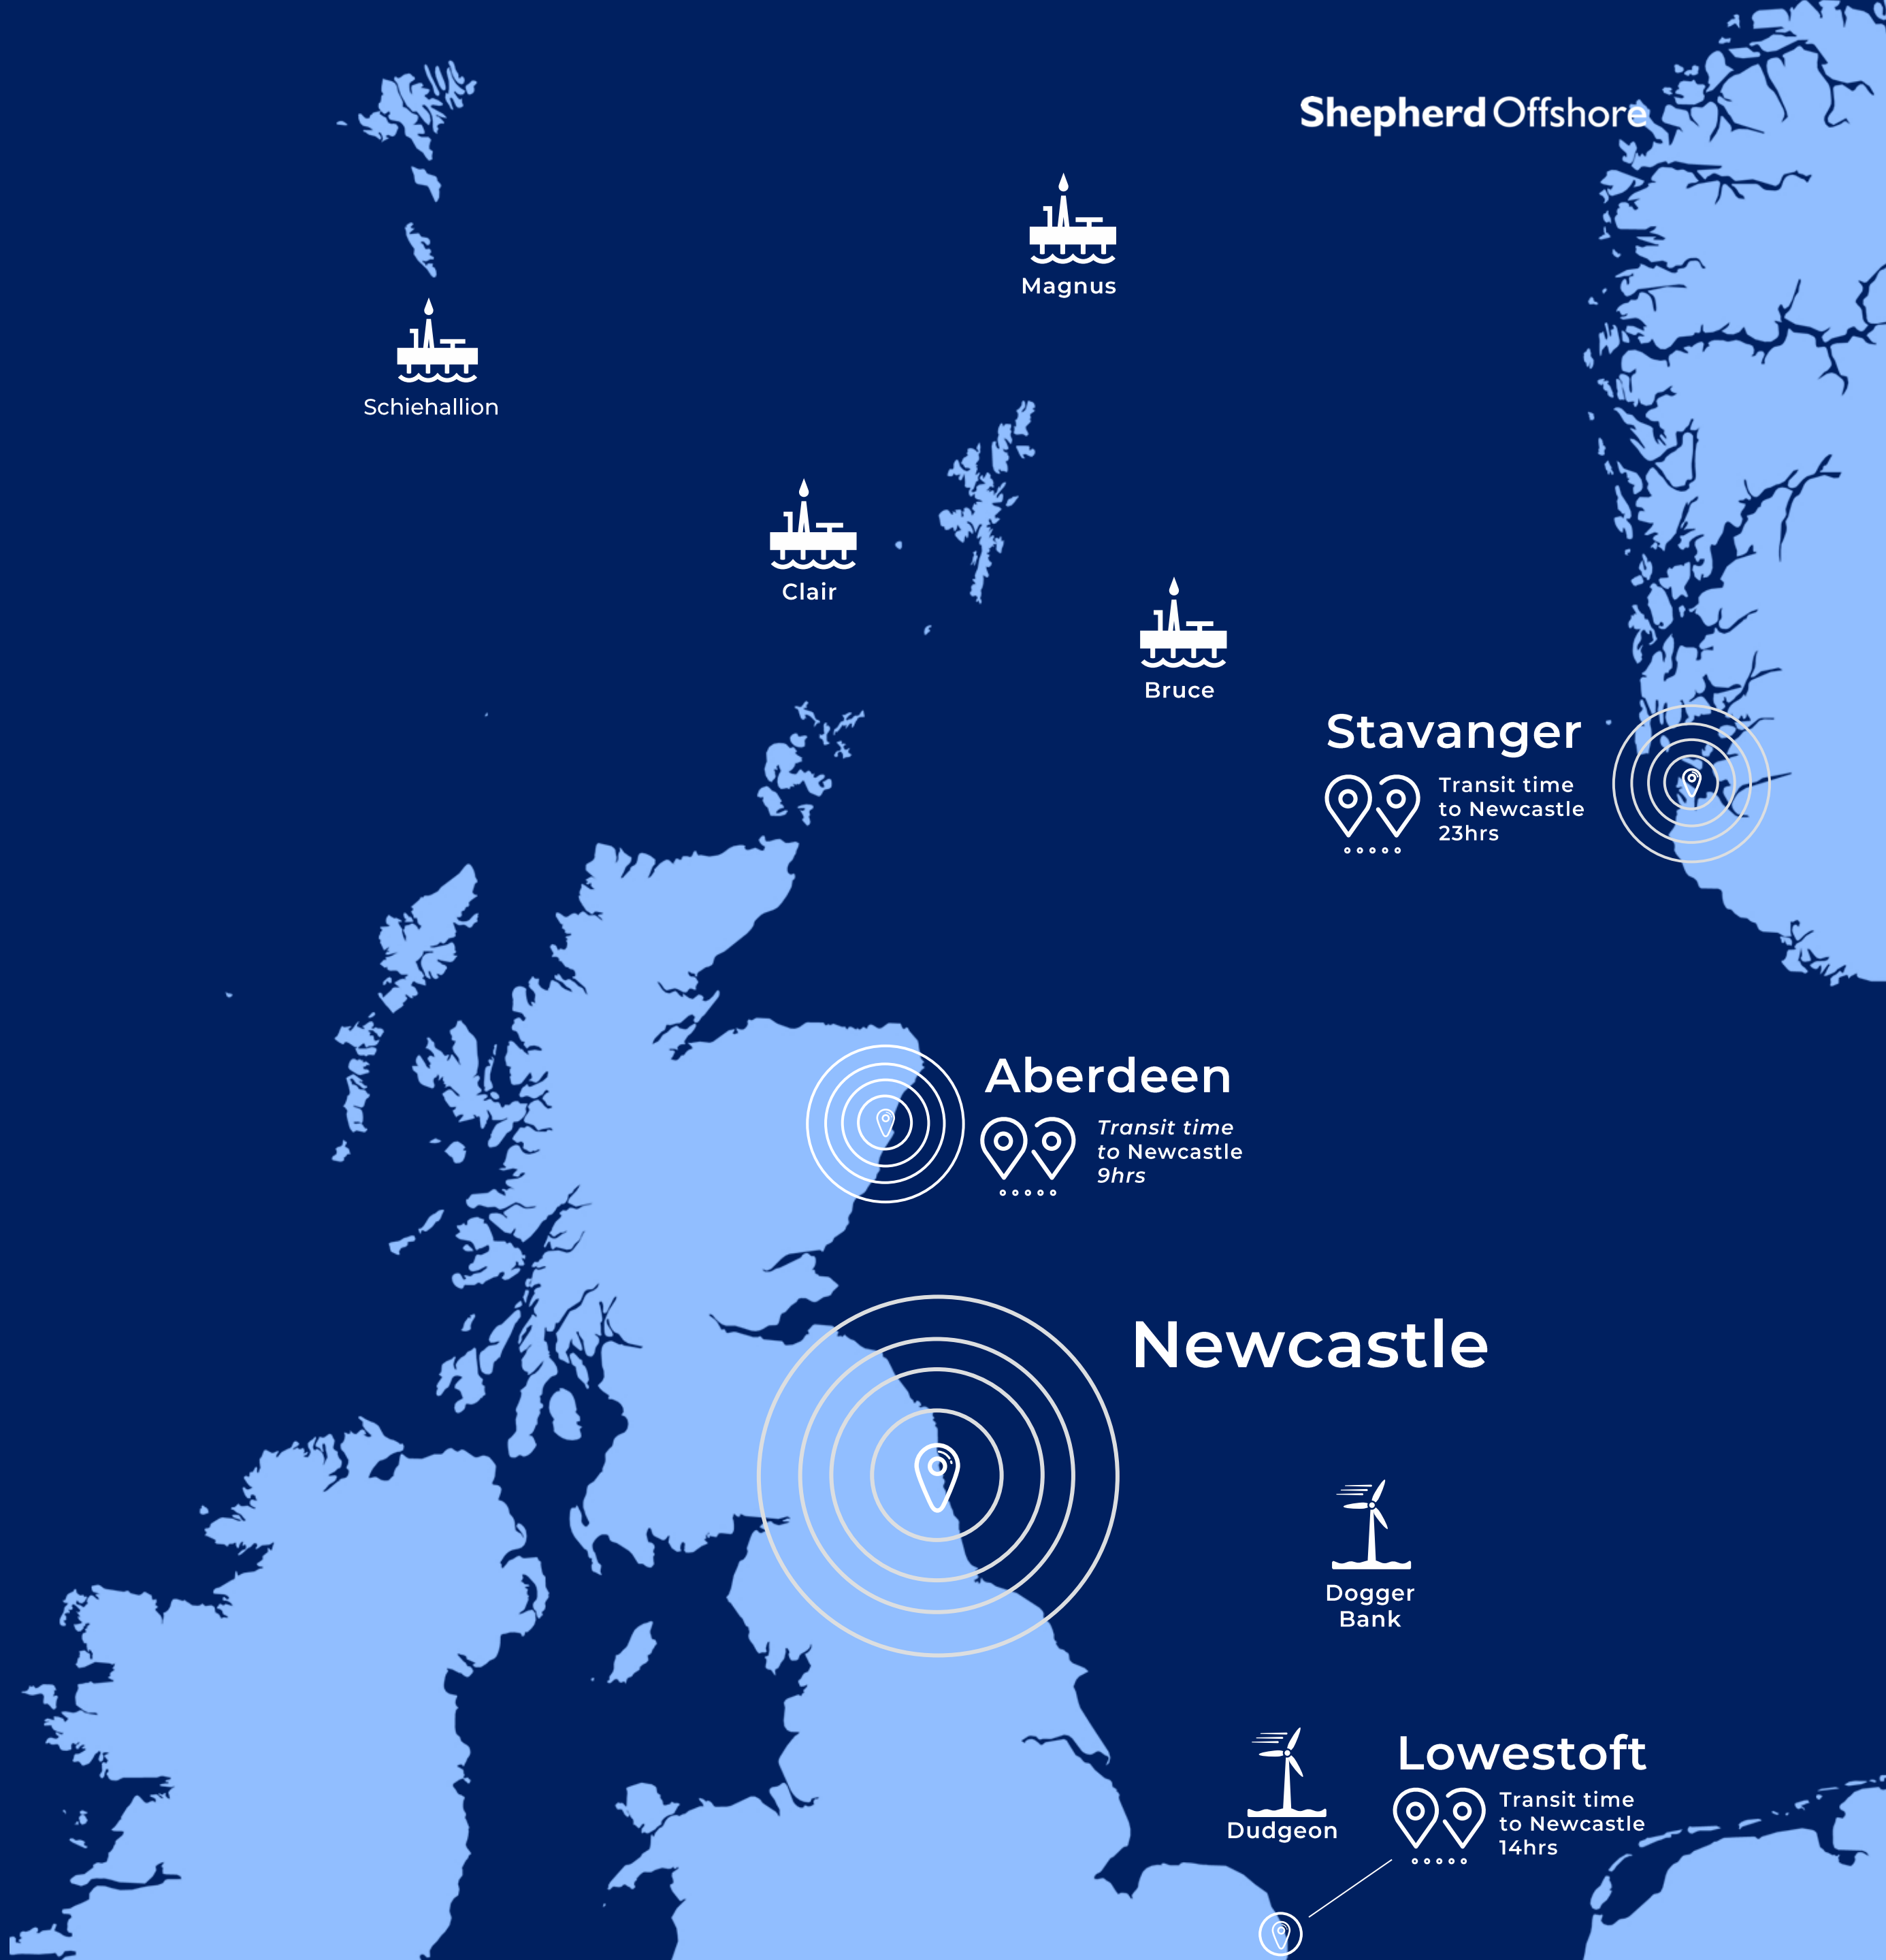 Shepherd Offshore
Magnus
Schiehallion
Clair
Bruce
Stavanger
Transit time
to Newcastle
23hrs
Aberdeen
Transit time
to Newcastle
9hrs
Newcastle
Dogger
Bank
Dudgeon
Lowestoft
Transit time
to Newcastle
14hrs